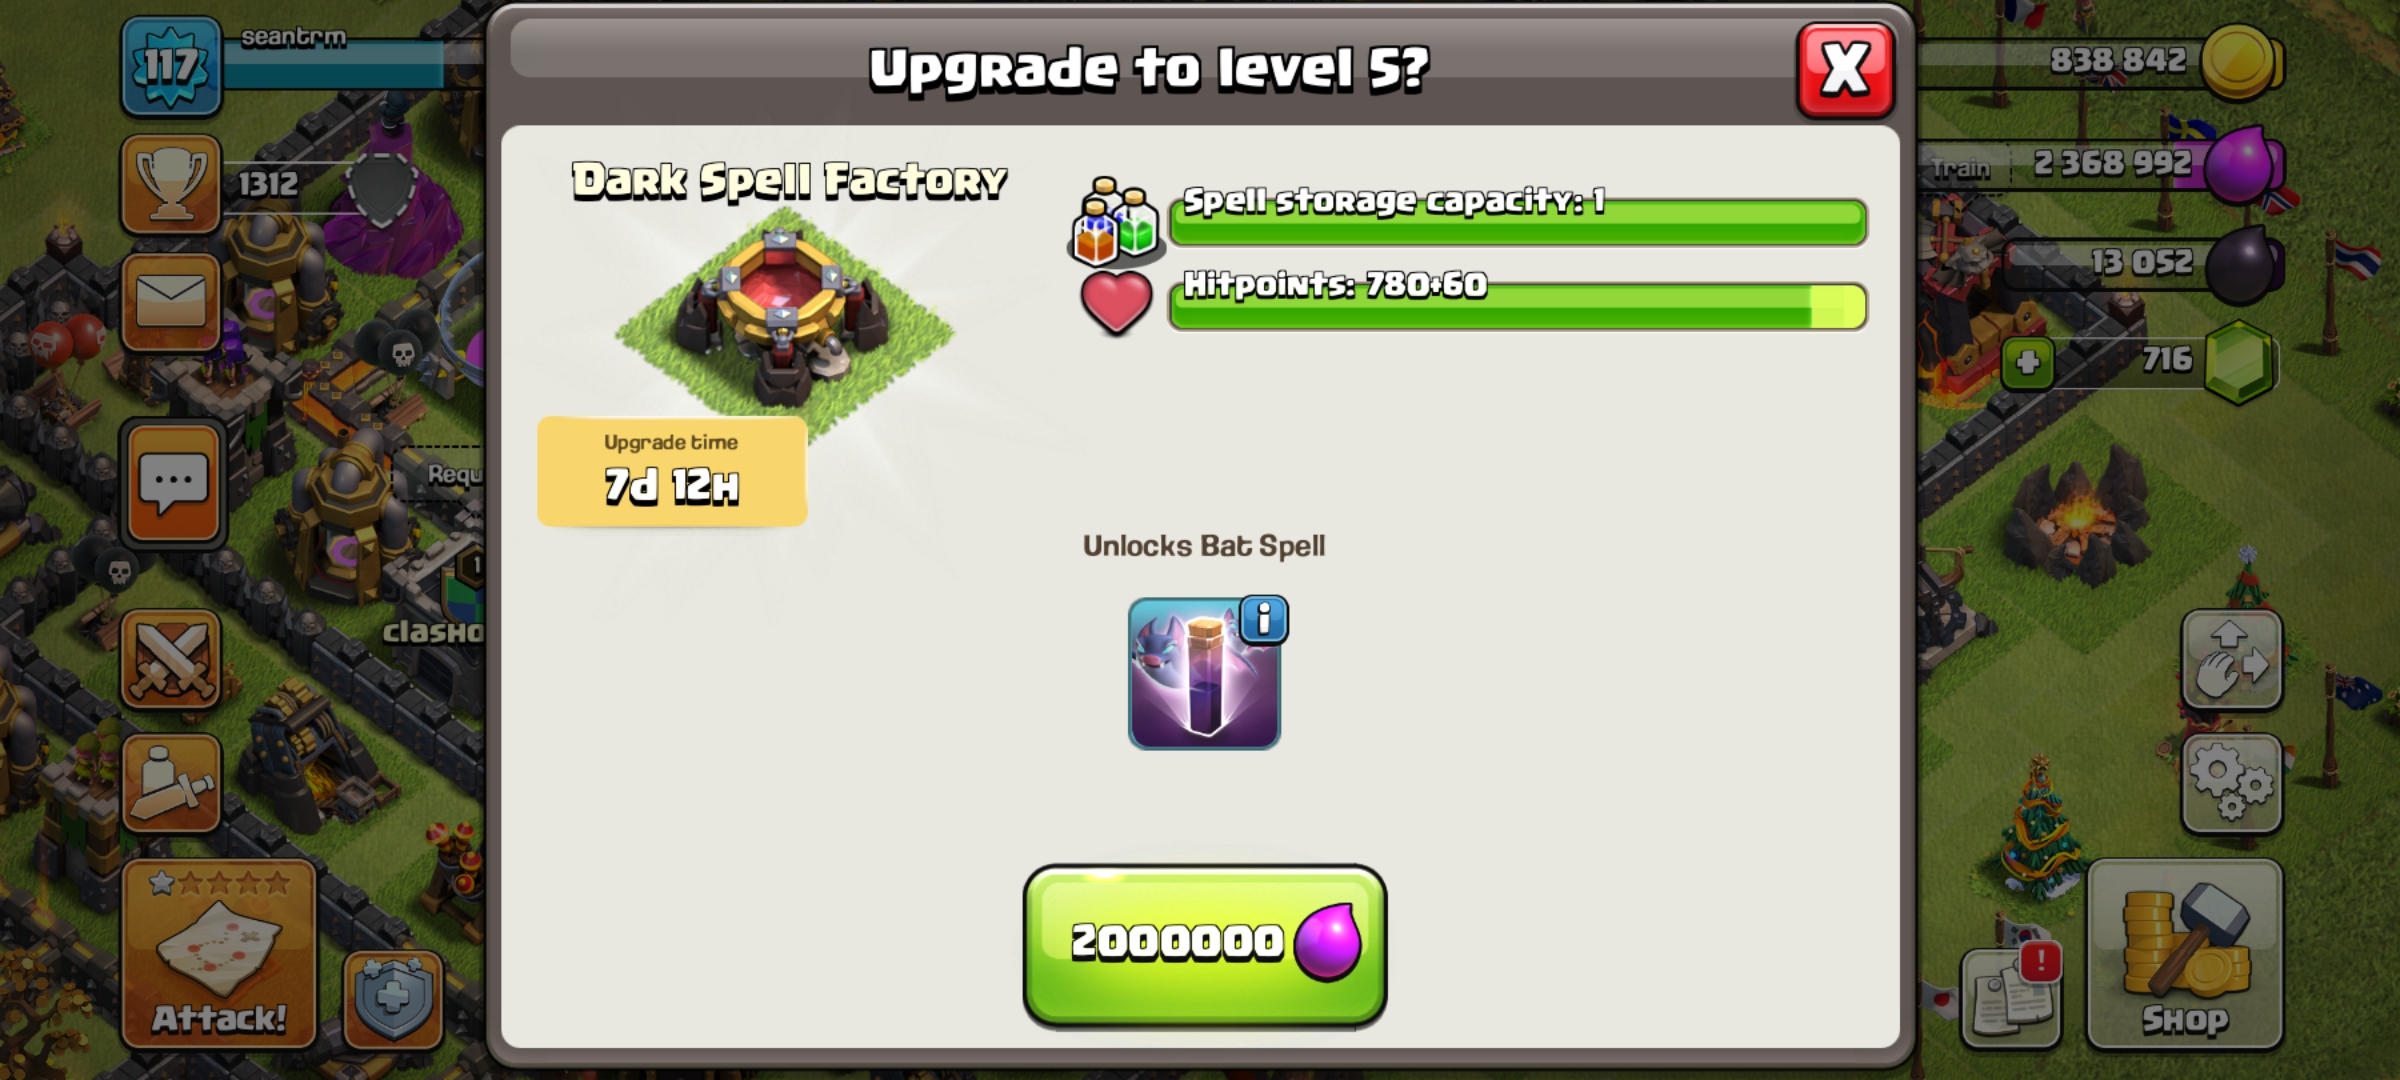 117
seantrm
Upgrade to level 5?
X
838 842
1312
Dark Spell Factory
Spell storage capacity: 1
Train
2 368 992
Hitpoints: 780+60
13 052
716
Upgrade time
7d 12H
Requ
Unlocks Bat Spell
i
clasho
2000000
!
Attack!
Shop